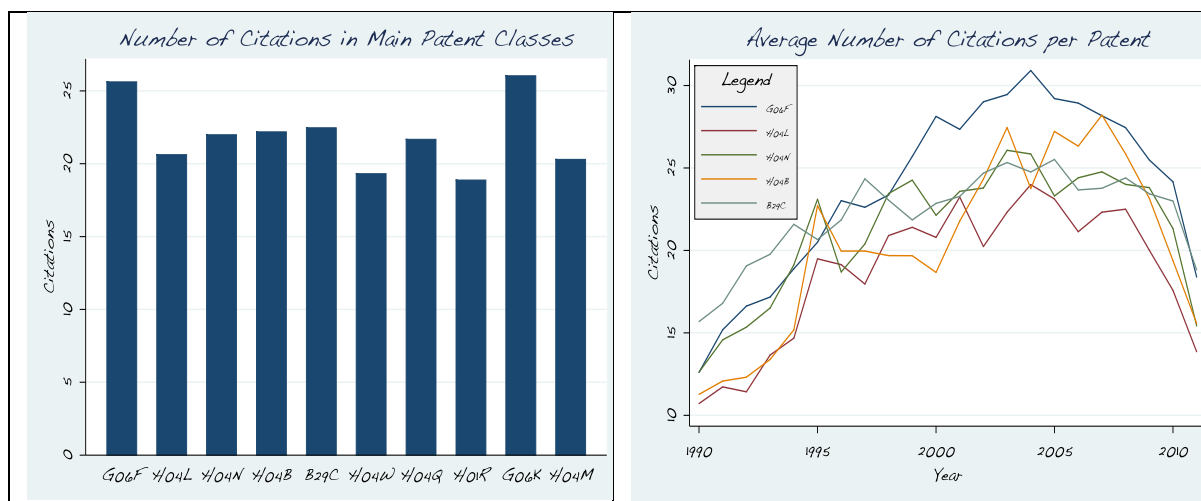 Number of Citations in Main Patent Classes
Citations
25
20
15
10
5
0
G06F H04L H04N H04B B29C H04W H04Q H01R G06K H04M
Average Number of Citations per Patent
Legend
G06F
H04L
H04N
H04B
B29C
Citations
30
25
20
15
10
1990 1995 2000 2005 2010
Year